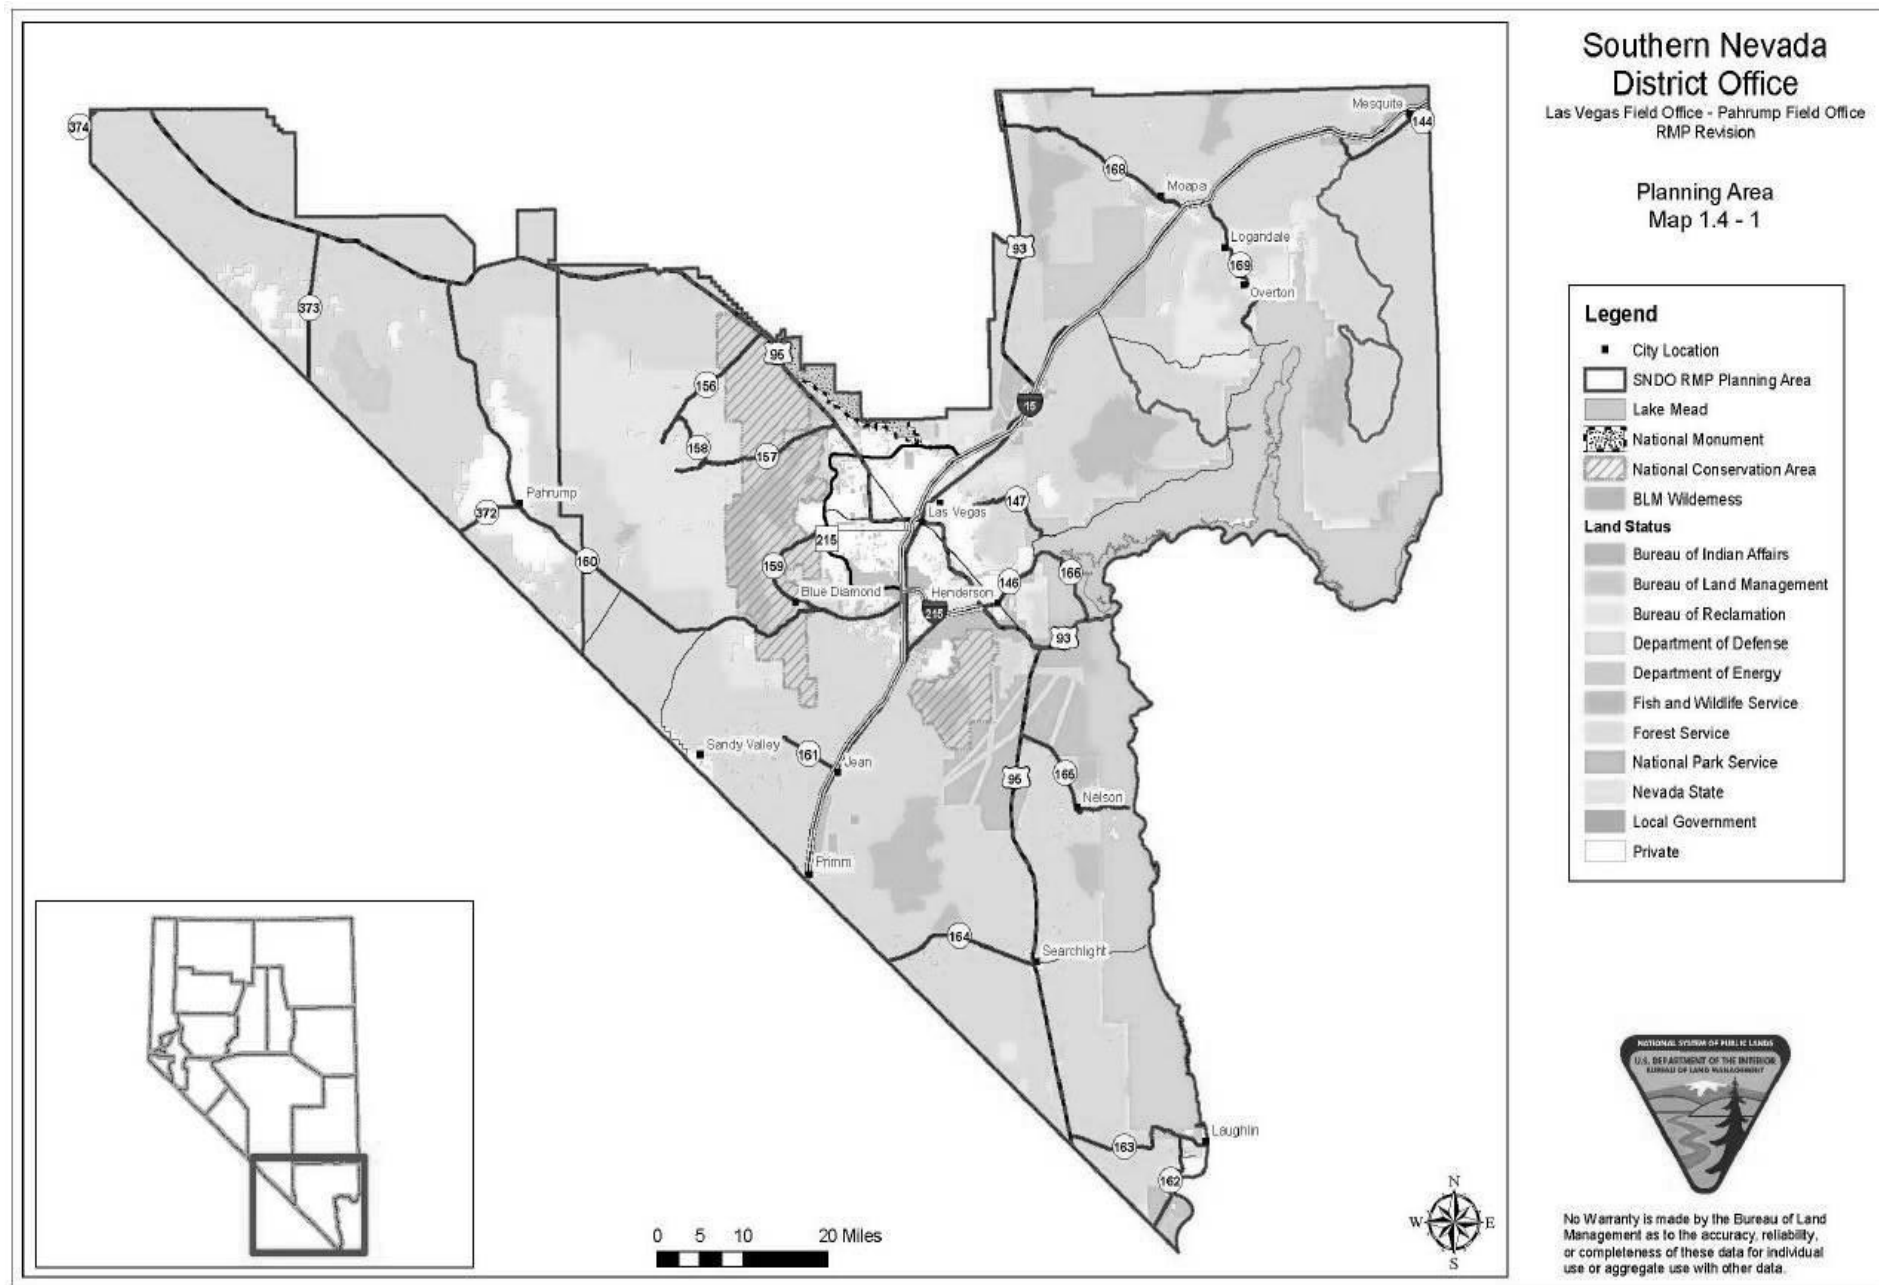 Southern Nevada
District Office
Las Vegas Field Office - Pahrump Field Office
RMP Revision
Planning Area
Map 1.4 - 1
Legend
City Location
SNDO RMP Planning Area
Lake Mead
National Monument
National Conservation Area
BLM Wilderness
Land Status
Bureau of Indian Affairs
Bureau of Land Management
Bureau of Reclamation
Department of Defense
Department of Energy
Fish and Wildlife Service
Forest Service
National Park Service
Nevada State
Local Government
Private
374
Mesquite
144
168
Moapa
93
Logandale
169
Overton
373
95
156
15
158
157
Pahrump
372
147
Las Vegas
215
160
159
166
146
Blue Diamond
Henderson
215
93
Sandy Valley
161
Jean
95
165
Nelson
Primm
164
Searchlight
Laughlin
163
162
N
W
E
S
0 5 10 20 Miles
NATIONAL SYSTEM OF PUBLIC LANDS
U.S. DEPARTMENT OF THE INTERIOR
BUREAU OF LAND MANAGEMENT
No Warranty is made by the Bureau of Land
Management as to the accuracy, reliability,
or completeness of these data for individual
use or aggregate use with other data.